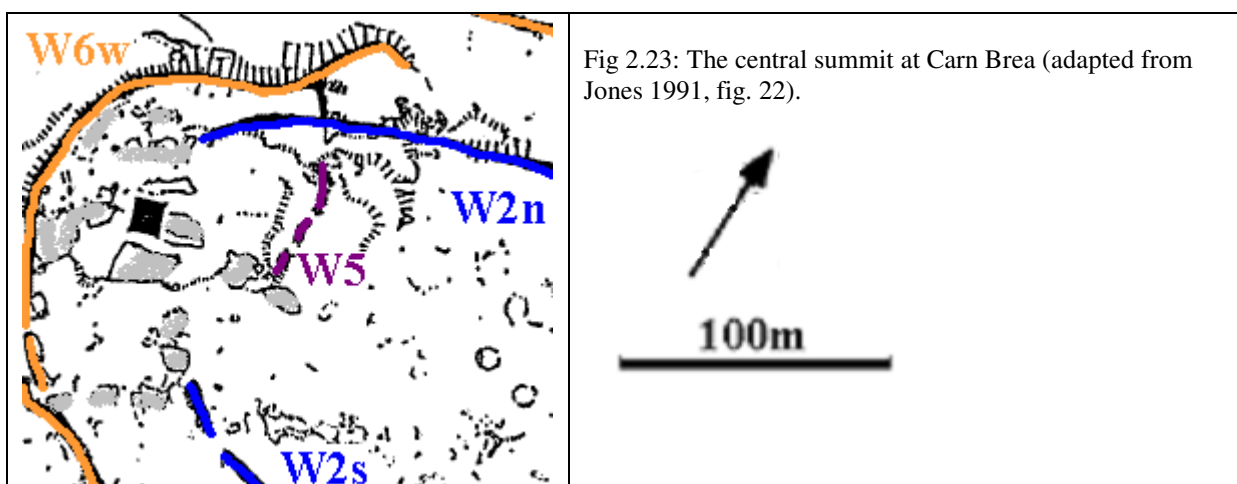 W6w
W2n
W5
W2s
Fig 2.23: The central summit at Carn Brea (adapted from
Jones 1991, fig. 22).
100m